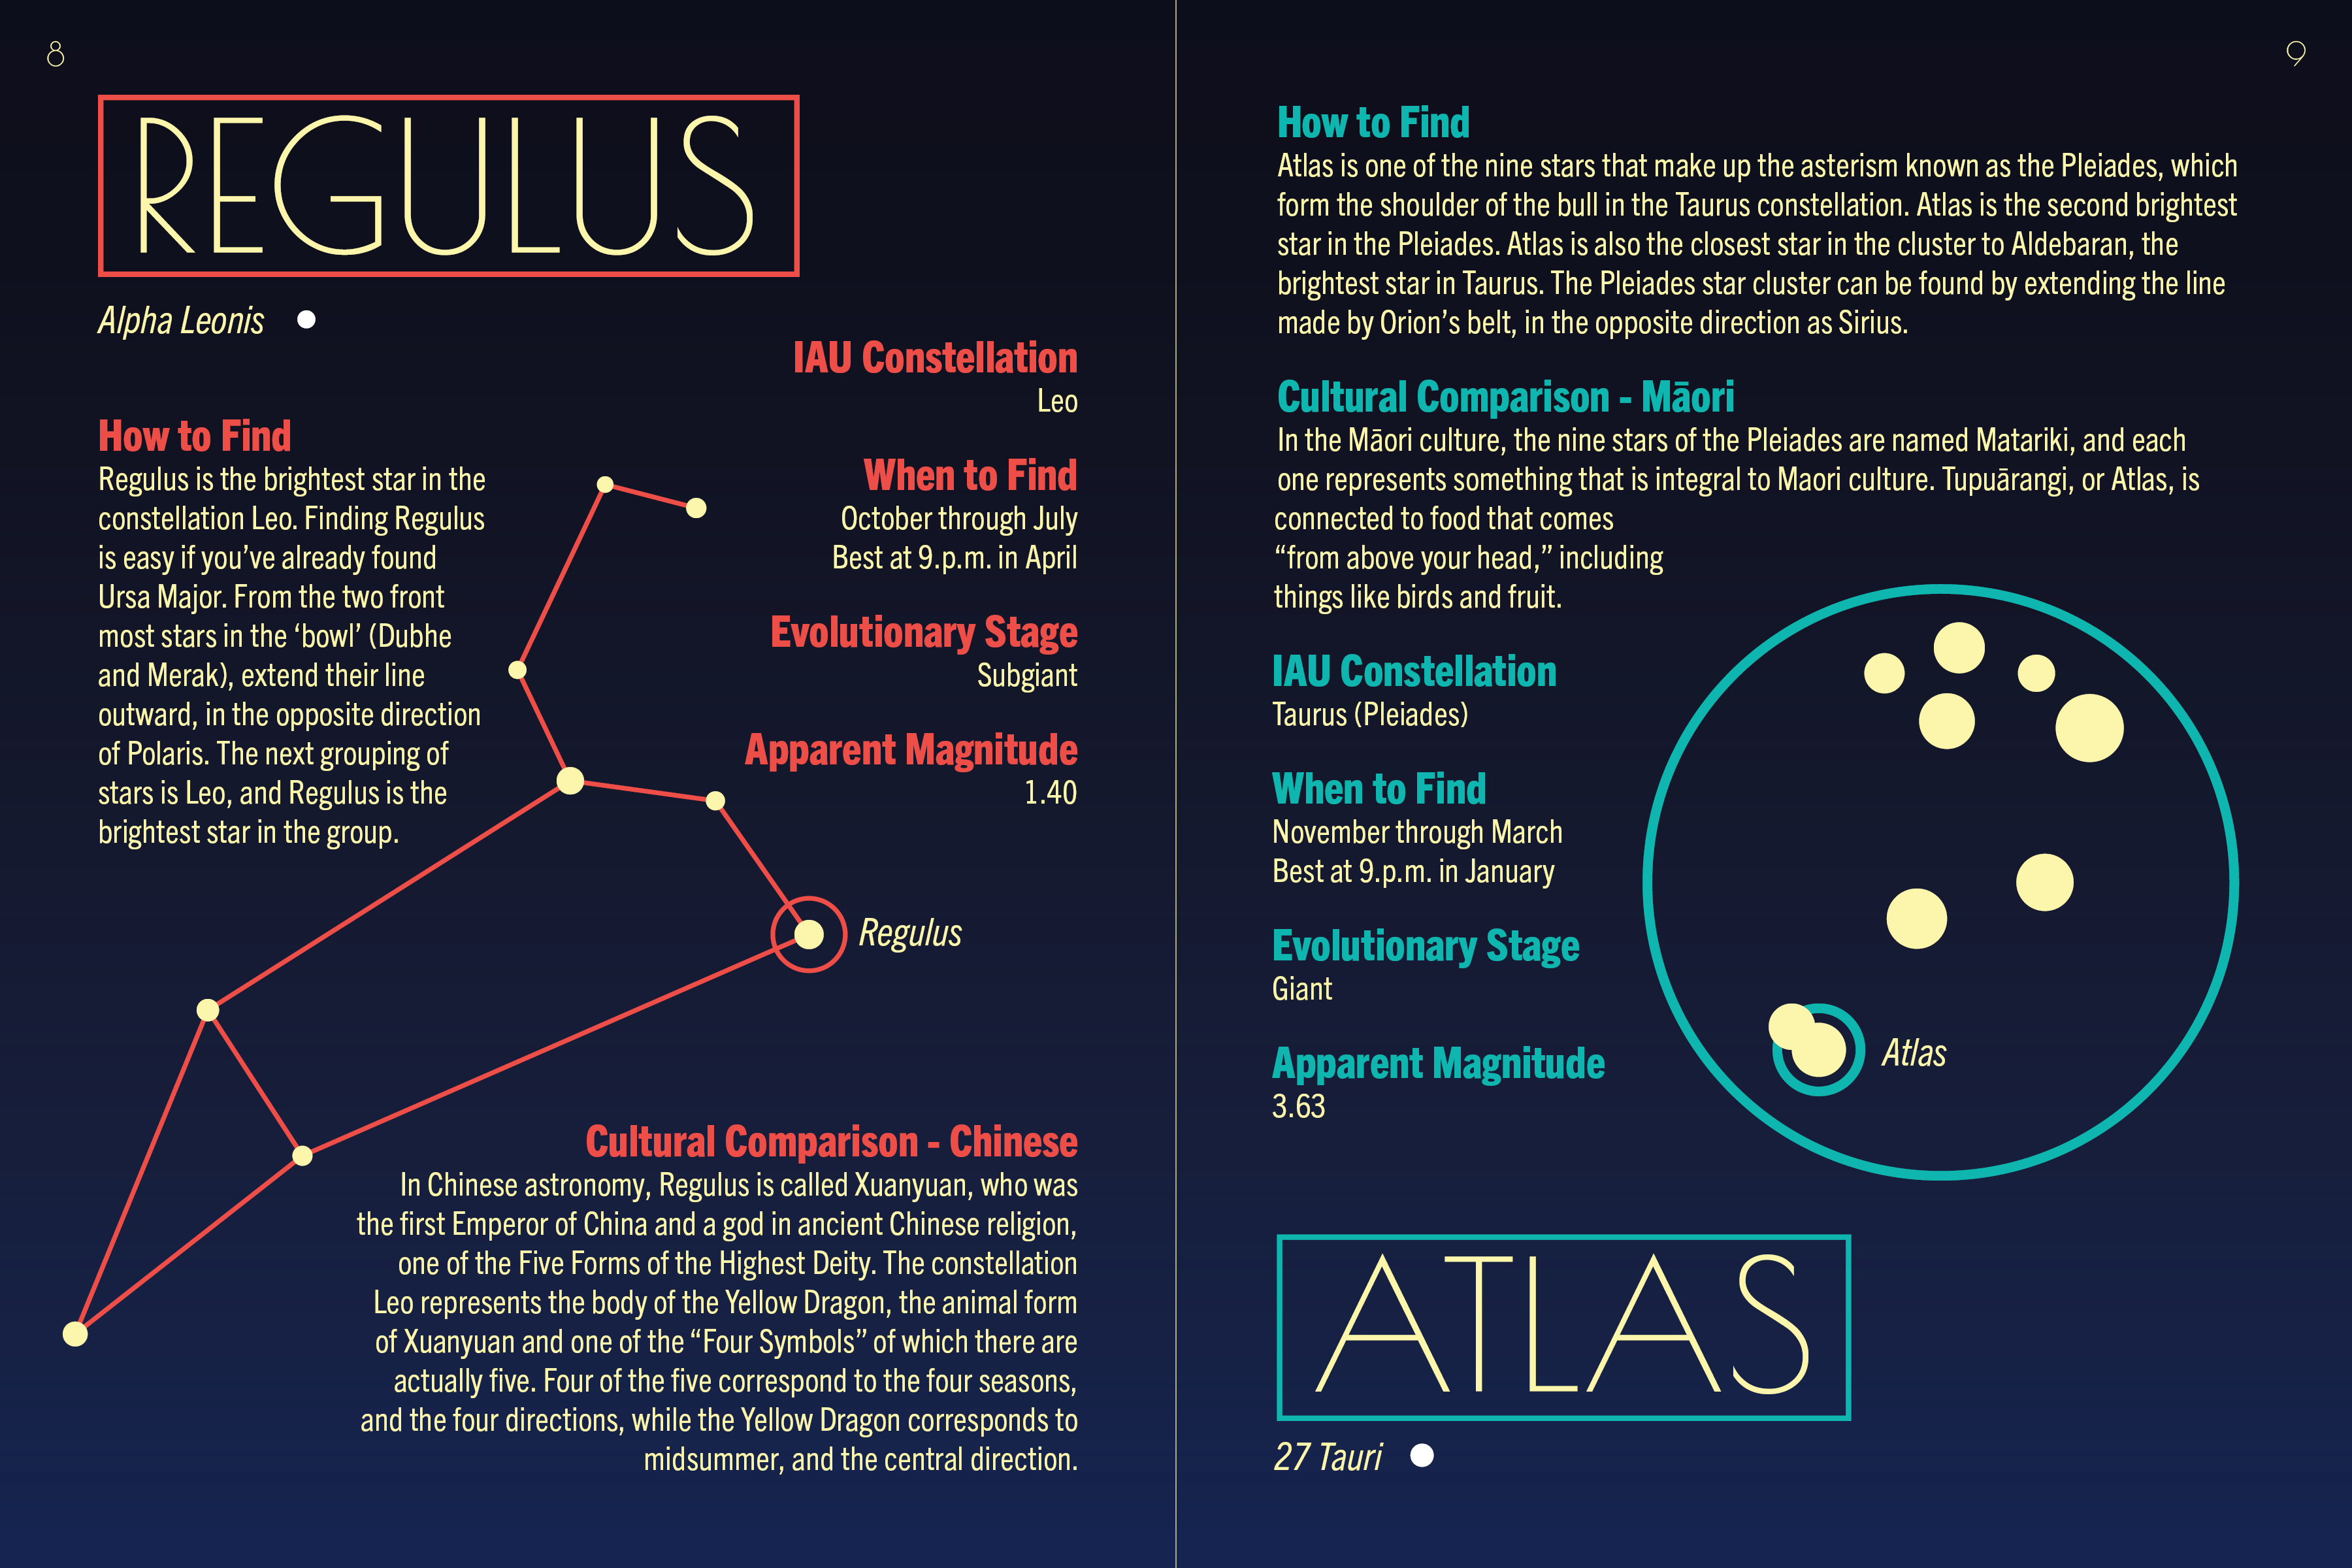 8
REGULUS
Alpha Leonis
How to Find
Regulus is the brightest star in the
constellation Leo. Finding Regulus
is easy if you’ve already found
Ursa Major. From the two front
most stars in the ‘bowl’ (Dubhe
and Merak), extend their line
outward, in the opposite direction
of Polaris. The next grouping of
stars is Leo, and Regulus is the
brightest star in the group.
IAU Constellation
Leo
When to Find
October through July
Best at 9.p.m. in April
Evolutionary Stage
Subgiant
Apparent Magnitude
1.40
Regulus
Cultural Comparison - Chinese
In Chinese astronomy, Regulus is called Xuanyuan, who was
the first Emperor of China and a god in ancient Chinese religion,
one of the Five Forms of the Highest Deity. The constellation
Leo represents the body of the Yellow Dragon, the animal form
of Xuanyuan and one of the “Four Symbols” of which there are
actually five. Four of the five correspond to the four seasons,
and the four directions, while the Yellow Dragon corresponds to
midsummer, and the central direction.
9
How to Find
Atlas is one of the nine stars that make up the asterism known as the Pleiades, which
form the shoulder of the bull in the Taurus constellation. Atlas is the second brightest
star in the Pleiades. Atlas is also the closest star in the cluster to Aldebaran, the
brightest star in Taurus. The Pleiades star cluster can be found by extending the line
made by Orion’s belt, in the opposite direction as Sirius.
Cultural Comparison - Māori
In the Māori culture, the nine stars of the Pleiades are named Matariki, and each
one represents something that is integral to Maori culture. Tupuārangi, or Atlas, is
connected to food that comes
“from above your head,” including
things like birds and fruit.
IAU Constellation
Taurus (Pleiades)
When to Find
November through March
Best at 9.p.m. in January
Evolutionary Stage
Giant
Apparent Magnitude
3.63
Atlas
ATLAS
27 Tauri